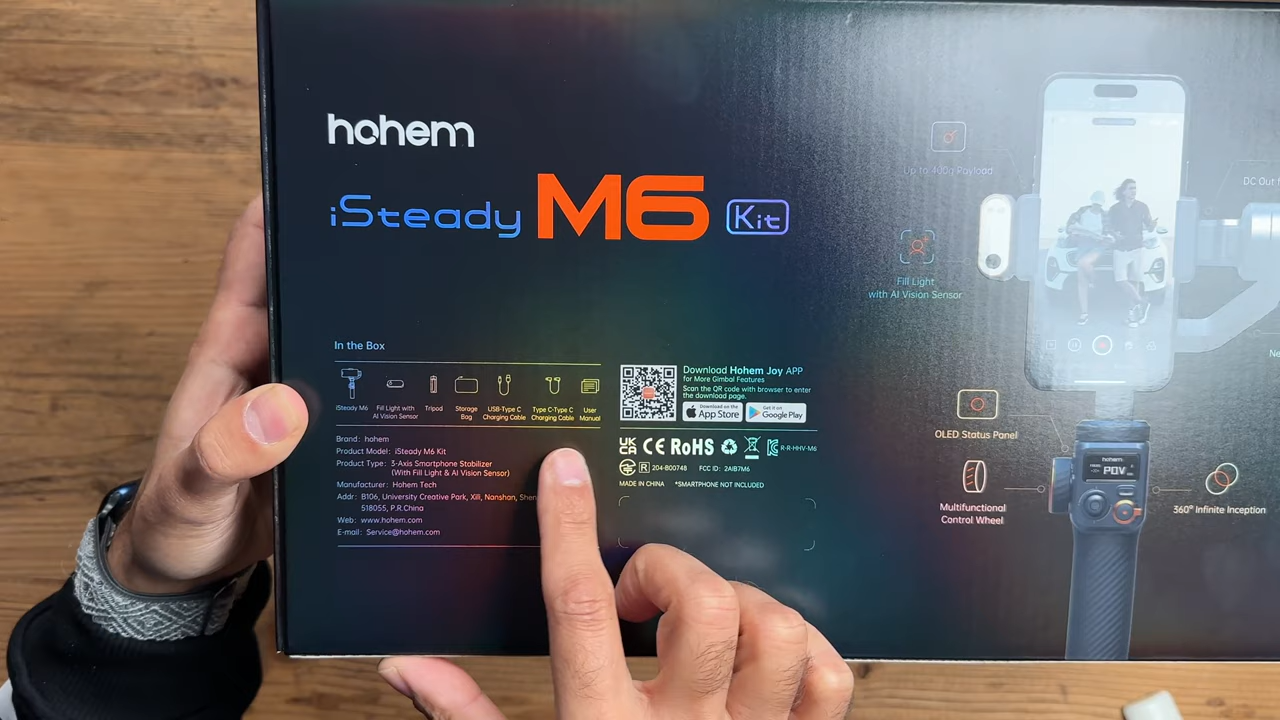 hohem
iSteady M6 Kit
In the Box
iSteady M6
Fill Light with
AI Vision Sensor
Tripod
Storage
Bag
USB-Type C
Charging Cable
Type C-Type C
Charging Cable
User
Manual
Brand: hohem
Product Model: iSteady M6 Kit
Product Type: 3-Axis Smartphone Stabilizer
(With Fill Light & AI Vision Sensor)
Manufacturer: Hohem Tech
Addr: B106, University Creative Park, Xili, Nanshan, Shen
518055, P.R.China
Web: www.hohem.com
E-mail: Service@hohem.com
Download Hohem Joy APP
for More Gimbal Features
Scan the QR code with browser to enter
the download page.
Download on the
App Store
Get it on
Google Play
UK
CA CE RoHS
R-R-HHV-M6
R 204-B00748 FCC ID: 2AIB7M6
MADE IN CHINA *SMARTPHONE NOT INCLUDED
Up to 400g Payload
Fill Light
with AI Vision Sensor
OLED Status Panel
Multifunctional
Control Wheel
DC Out
hohem
POV
360° Infinite Inception